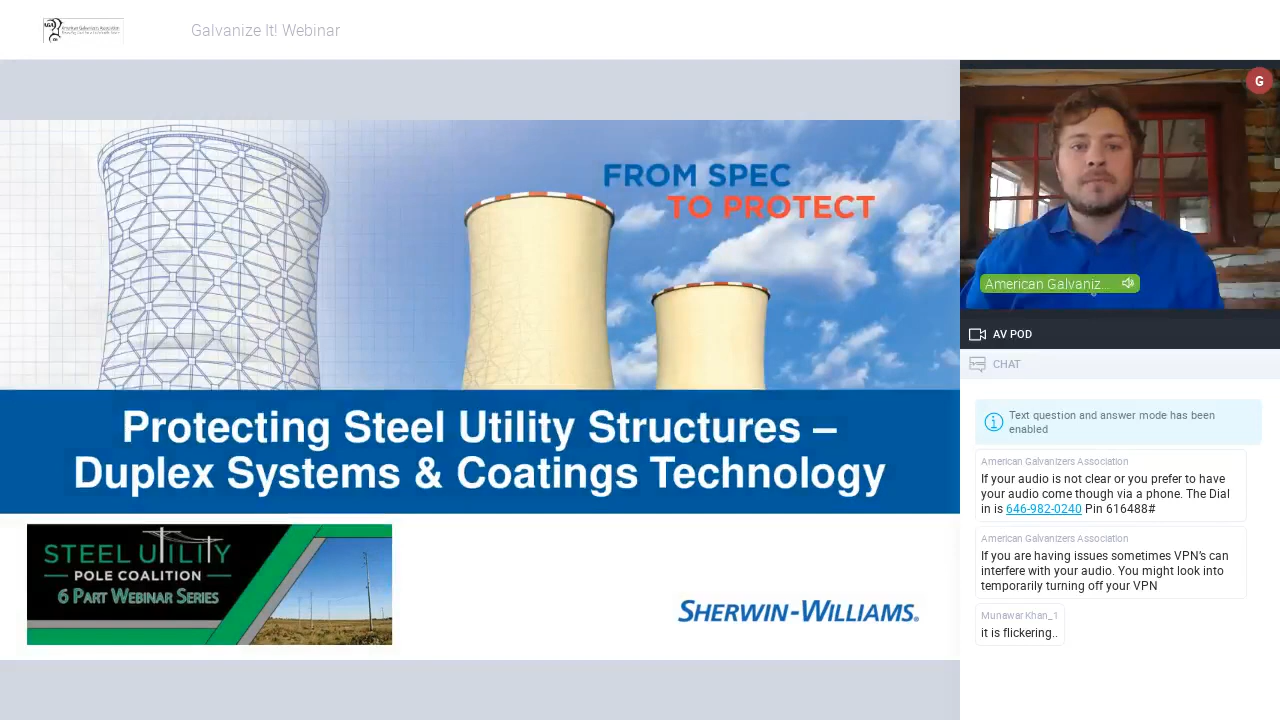 AGA
American Galvanizers Association
Galvanize It! Webinar
FROM SPEC
TO PROTECT
Protecting Steel Utility Structures –
Duplex Systems & Coatings Technology
STEEL UTILITY
POLE COALITION
6 Part Webinar Series
SHERWIN-WILLIAMS®
G
American Galvaniz...
AV POD
CHAT
Text question and answer mode has been
enabled
American Galvanizers Association
If your audio is not clear or you prefer to have
your audio come though via a phone. The Dial
in is 646-982-0240 Pin 616488#
American Galvanizers Association
If you are having issues sometimes VPN's can
interfere with your audio. You might look into
temporarily turning off your VPN
Munawar Khan_1
it is flickering..